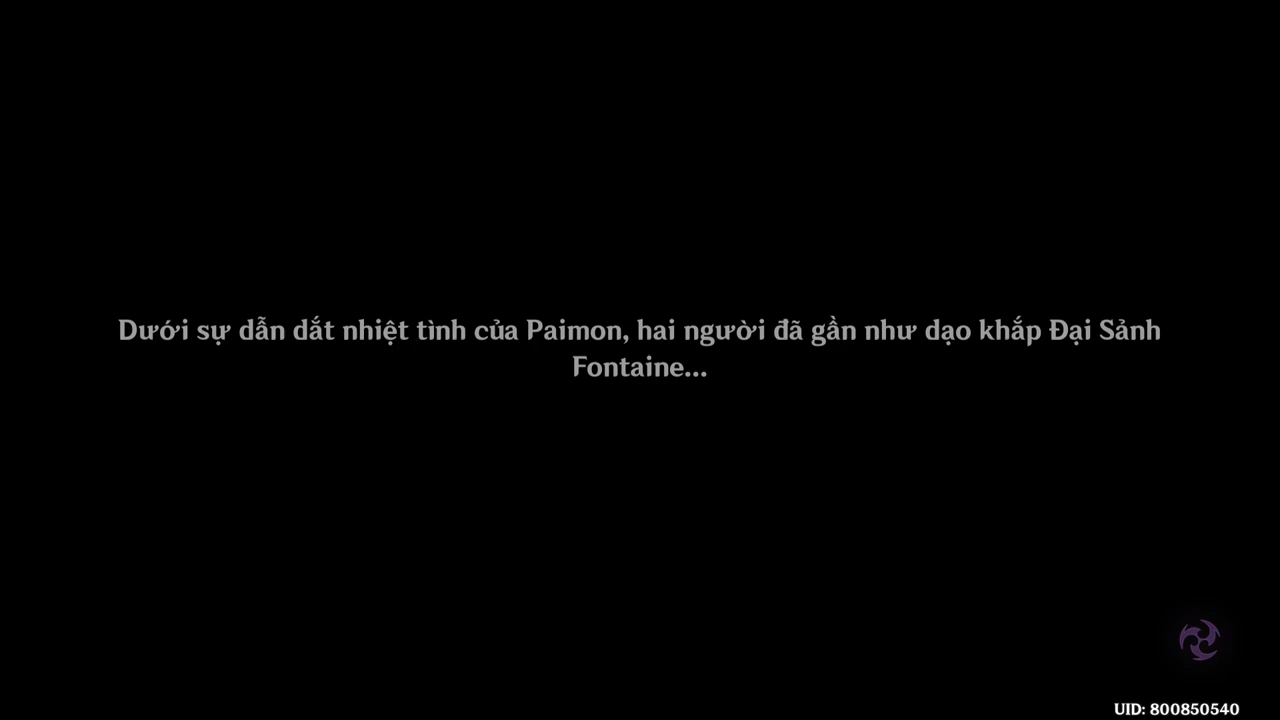 Dưới sự dẫn dắt nhiệt tình của Paimon, hai người đã gần như dạo khắp Đại Sảnh
Fontaine...
UID: 800850540